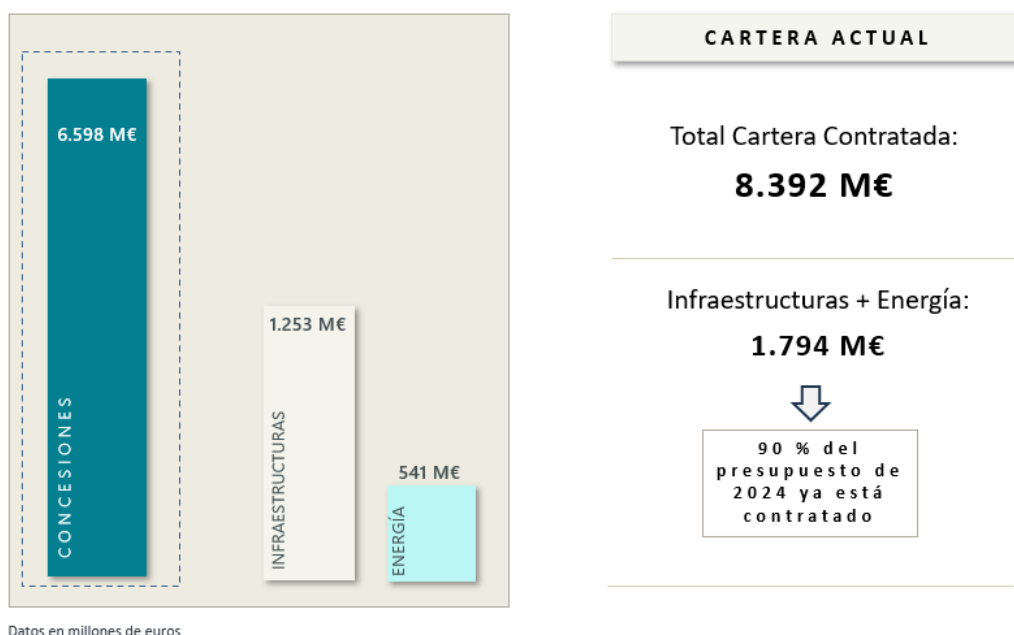 6.598 M€
CONCESIONES
1.253 M€
INFRAESTRUCTURAS
541 M€
ENERGÍA
Datos en millones de euros
CARTERA ACTUAL
Total Cartera Contratada:
8.392 M€
Infraestructuras + Energía:
1.794 M€
90 % del
presupuesto de
2024 ya está
contratado